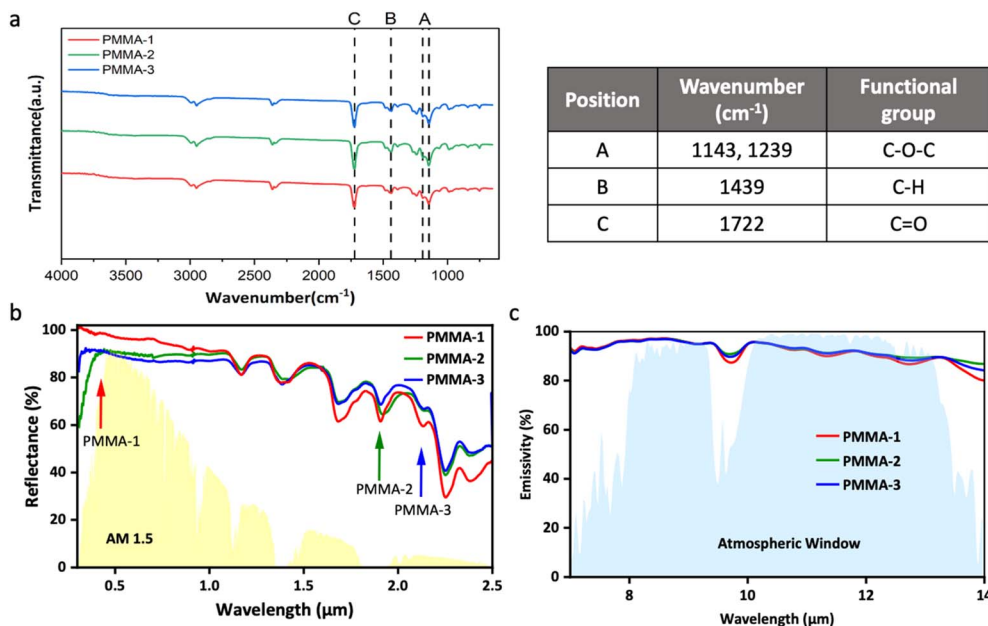 a
C B A
PMMA-1
PMMA-2
PMMA-3
Transmittance(a.u.)
4000 3500 3000 2500 2000 1500 1000
Wavenumber(cm-1)
Position Wavenumber (cm-1) Functional group
A 1143, 1239 C-O-C
B 1439 C-H
C 1722 C=O
b
100
80
60
40
20
0
Reflectance (%)
PMMA-1
PMMA-2
PMMA-3
PMMA-1
PMMA-2
PMMA-3
AM 1.5
0.5 1.0 1.5 2.0 2.5
Wavelength (μm)
c
100
80
60
40
20
0
Emissivity (%)
PMMA-1
PMMA-2
PMMA-3
Atmospheric Window
8 10 12 14
Wavelength (μm)